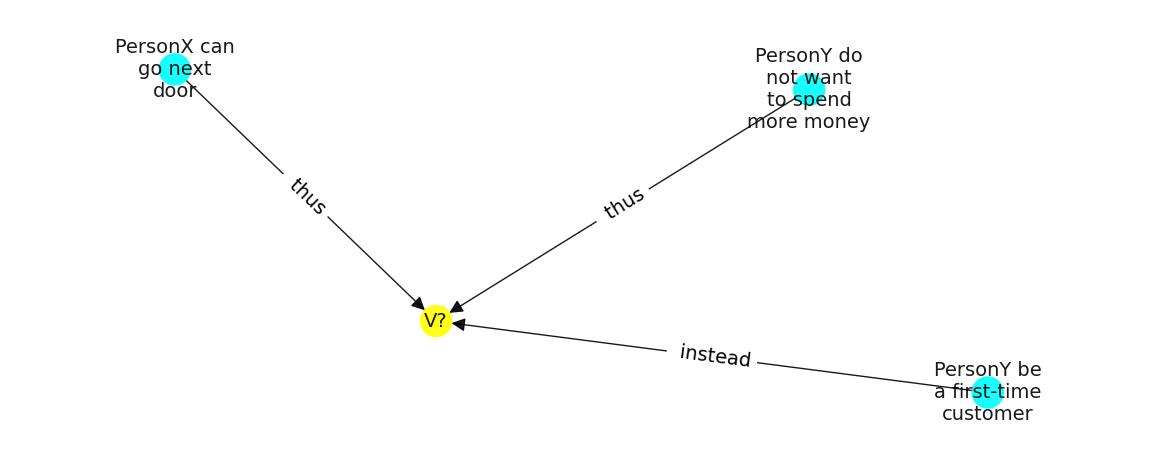 PersonX can
go next
door
PersonY do
not want
to spend
more money
thus
thus
V?
instead
PersonY be
a first-time
customer